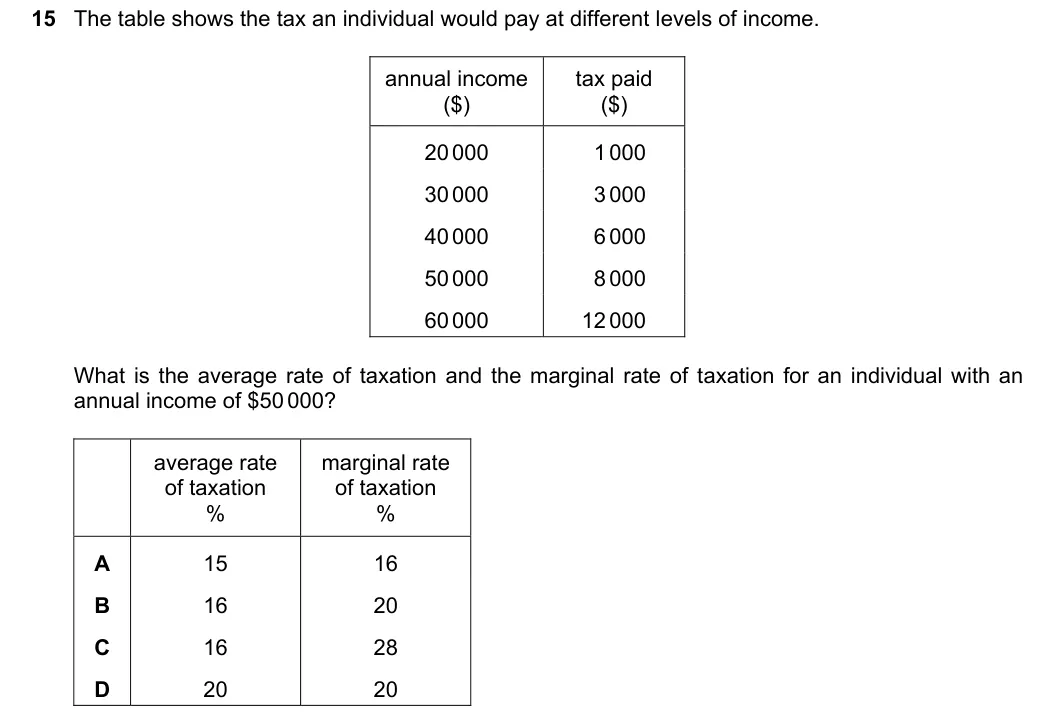 15 The table shows the tax an individual would pay at different levels of income.
annual income ($) tax paid ($)
20 000 1 000
30 000 3 000
40 000 6 000
50 000 8 000
60 000 12 000
What is the average rate of taxation and the marginal rate of taxation for an individual with an
annual income of $50 000?
average rate of taxation % marginal rate of taxation %
A 15 16
B 16 20
C 16 28
D 20 20